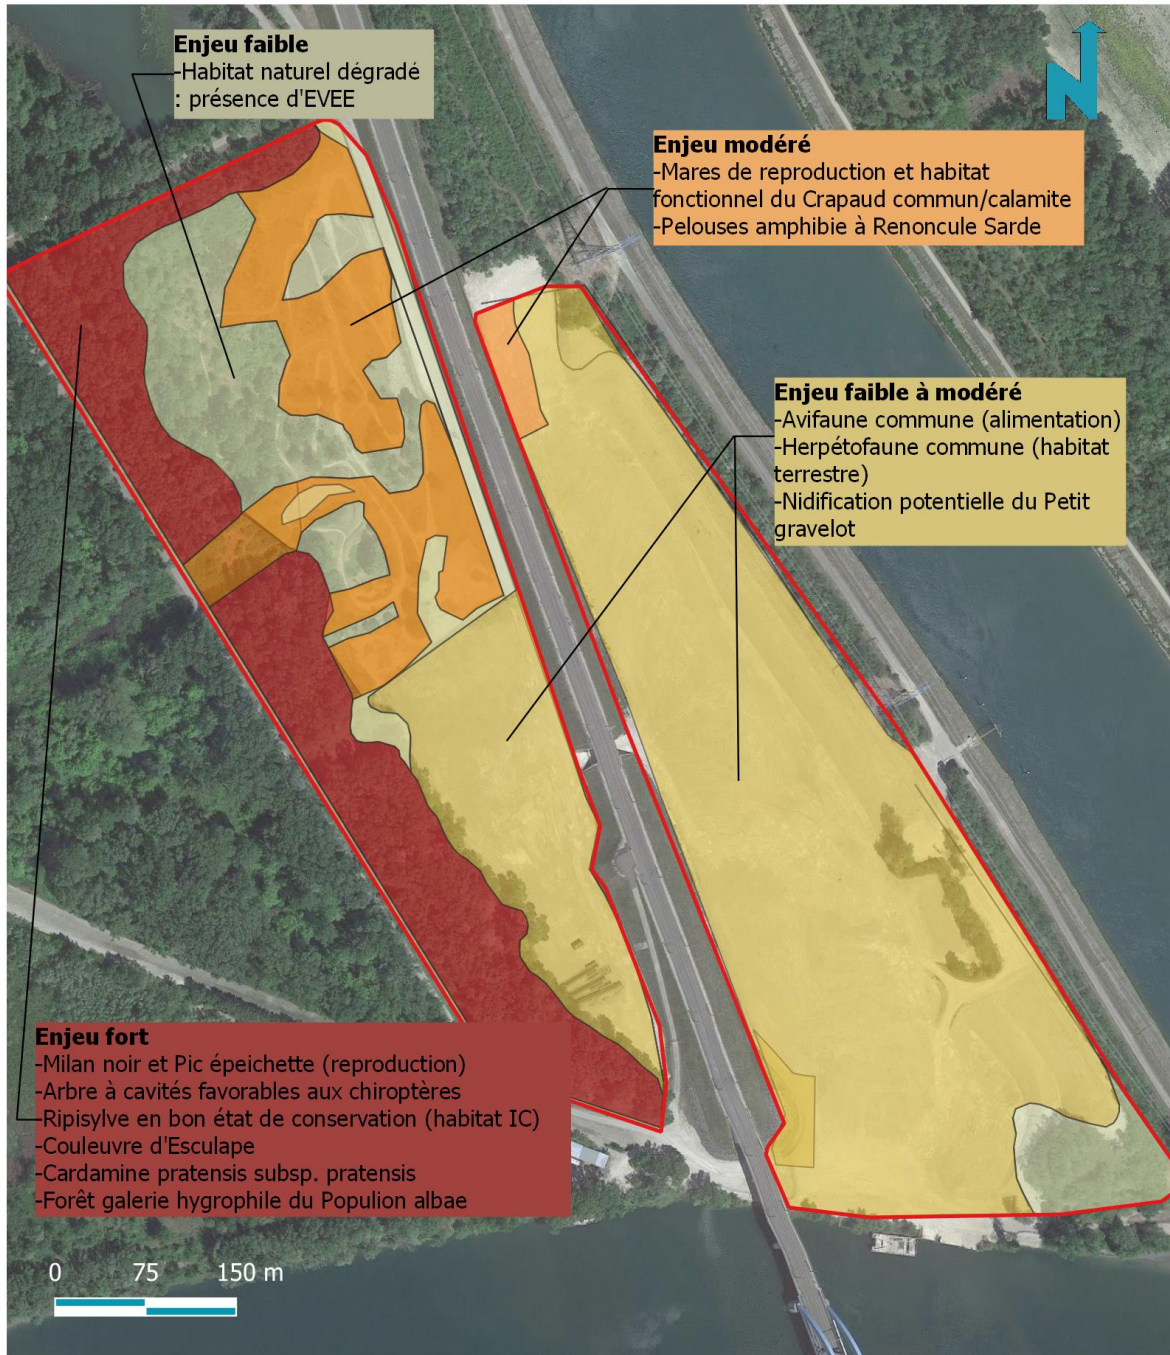 Enjeu faible
-Habitat naturel dégradé
: présence d'EVEE
N
Enjeu modéré
-Mares de reproduction et habitat
fonctionnel du Crapaud commun/calamite
-Pelouses amphibie à Renoncule Sarde
Enjeu faible à modéré
-Avifaune commune (alimentation)
-Herpétofaune commune (habitat
terrestre)
-Nidification potentielle du Petit
gravelot
Enjeu fort
-Milan noir et Pic épeichette (reproduction)
-Arbre à cavités favorables aux chiroptères
-Ripisylve en bon état de conservation (habitat IC)
-Couleuvre d'Esculape
-Cardamine pratensis subsp. pratensis
-Forêt galerie hygrophile du Populion albae
0 75 150 m